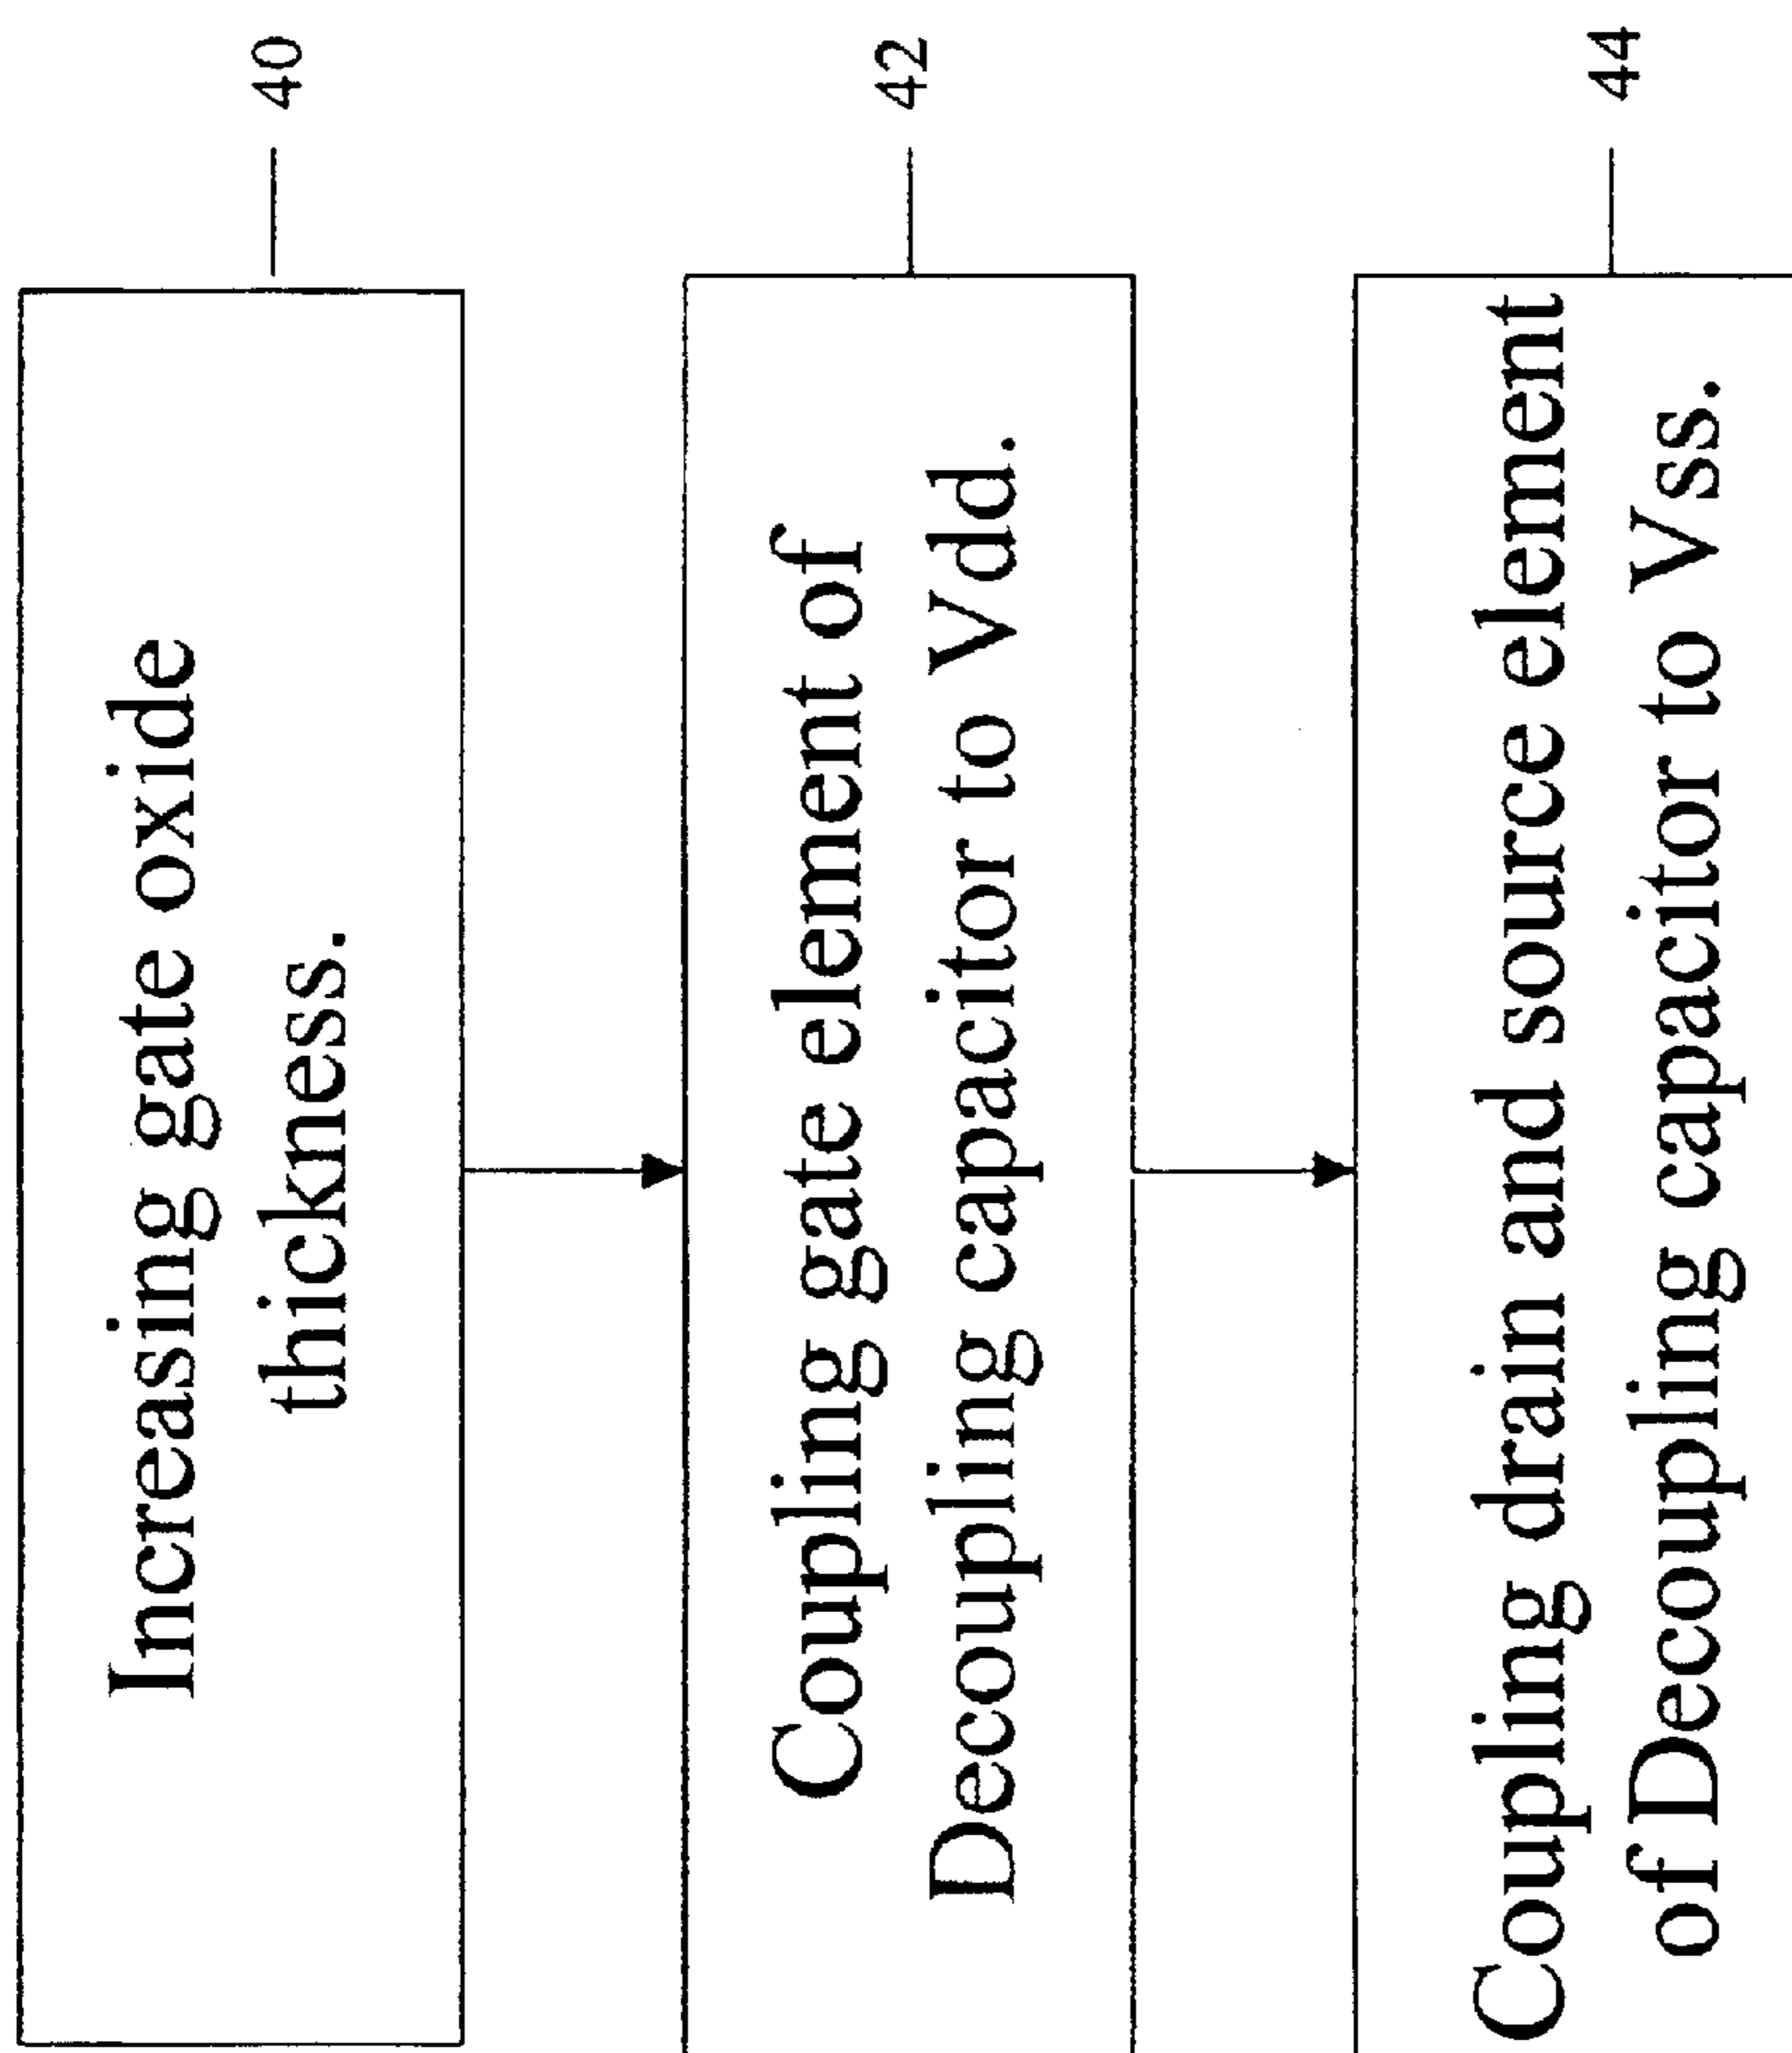 Increasing gate oxide
thickness.
40
Coupling gate element of
Decoupling capacitor to Vdd.
42
Coupling drain and source element
of Decoupling capacitor to Vss.
44